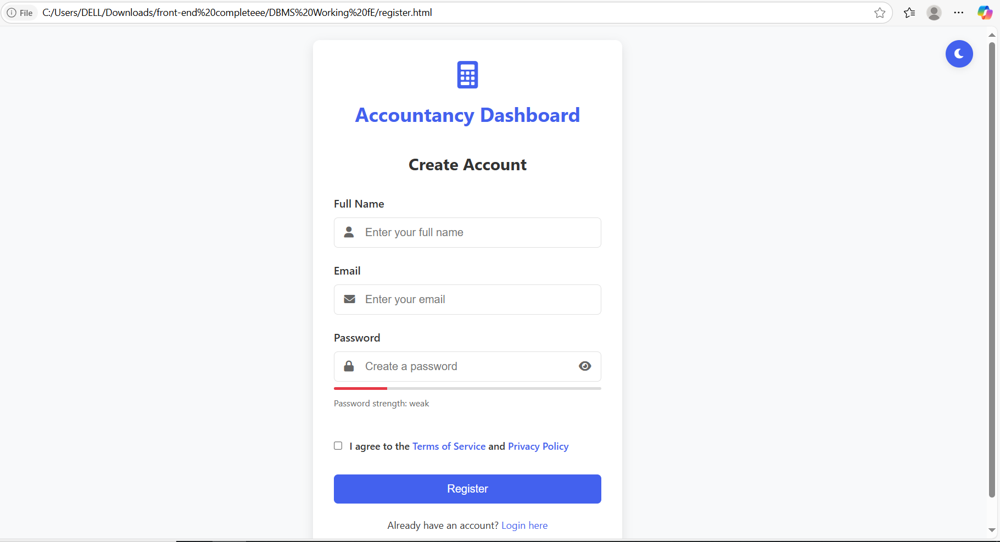 File C:/Users/DELL/Downloads/front-end%20completeee/DBMS%20Working%20fE/register.html
Accountancy Dashboard
Create Account
Full Name
Enter your full name
Email
Enter your email
Password
Create a password
Password strength: weak
I agree to the Terms of Service and Privacy Policy
Register
Already have an account? Login here